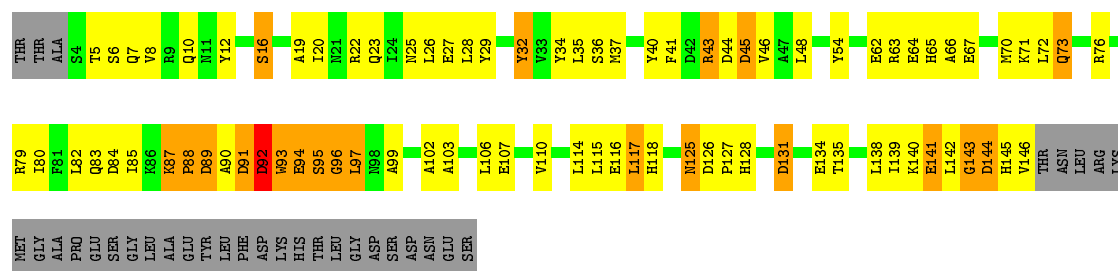 THR THR ALA S4 T5 S6 Q7 V8 R9 Q10 N11 Y12 S16 A19 I20 N21 R22 Q23 I24 N25 L26 E27 L28 Y29 Y32 V33 Y34 L35 S36 M37 Y40 F41 D42 R43 D44 D45 V46 A47 L48 Y54 E62 R63 E64 H65 A66 E67 M70 K71 L72 Q73 R76
R79 I80 F81 L82 Q83 D84 I85 K86 K87 P88 D89 A90 D91 D92 W93 E94 S95 G96 L97 N98 A99 A102 A103 L106 E107 V110 L114 L115 E116 L117 H118 N125 D126 P127 H128 D131 E134 T135 L138 I139 K140 E141 L142 G143 D144 H145 V146 THR ASN LEU ARG LYS
MET GLY ALA PRO GLU SER GLY LEU ALA GLU TYR LEU PHE ASP LYS HIS THR LEU GLY ASP SER ASP ASN GLU SER